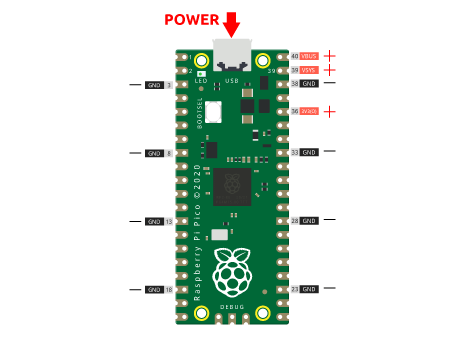 POWER
1
40 VBUS +
2
39
39 VSYS +
LED
USB
— GND 3
38 GND —
BOOTSEL
36 3V3(O) +
— GND 8
33 GND —
Raspberry Pi Pico © 2020
— GND 13
28 GND —
— GND 18
23 GND —
DEBUG